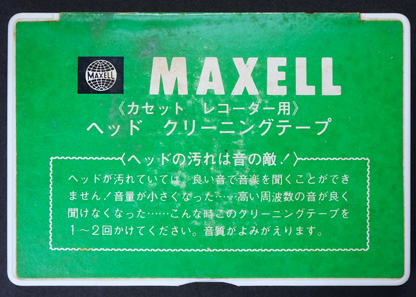 MAXELL
MAXELL
《カセット レコーダー用》
ヘッド クリーニングテープ
〈ヘッドの汚れは音の敵!〉
ヘッドが汚れていては、良い音で音楽を聞くことができ
ません!音量が小さくなった……高い周波数の音が良く
聞けなくなった……こんな時このクリーニングテープを
1〜2回かけてください。音質がよみがえります。